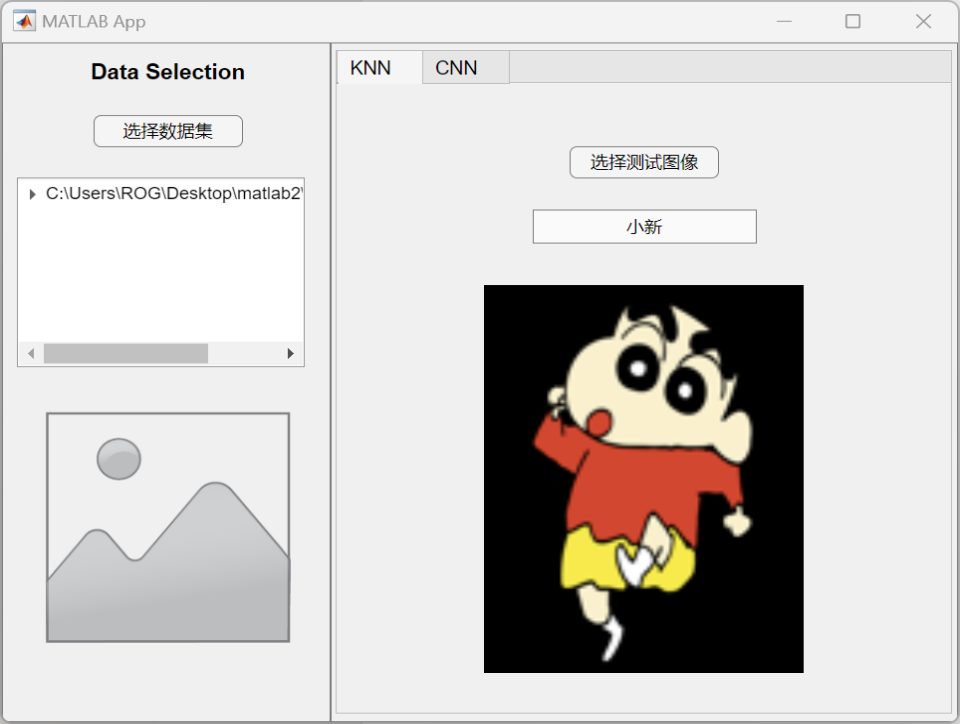 MATLAB App
Data Selection
选择数据集
C:\Users\ROG\Desktop\matlab2\
KNN
CNN
选择测试图像
小新